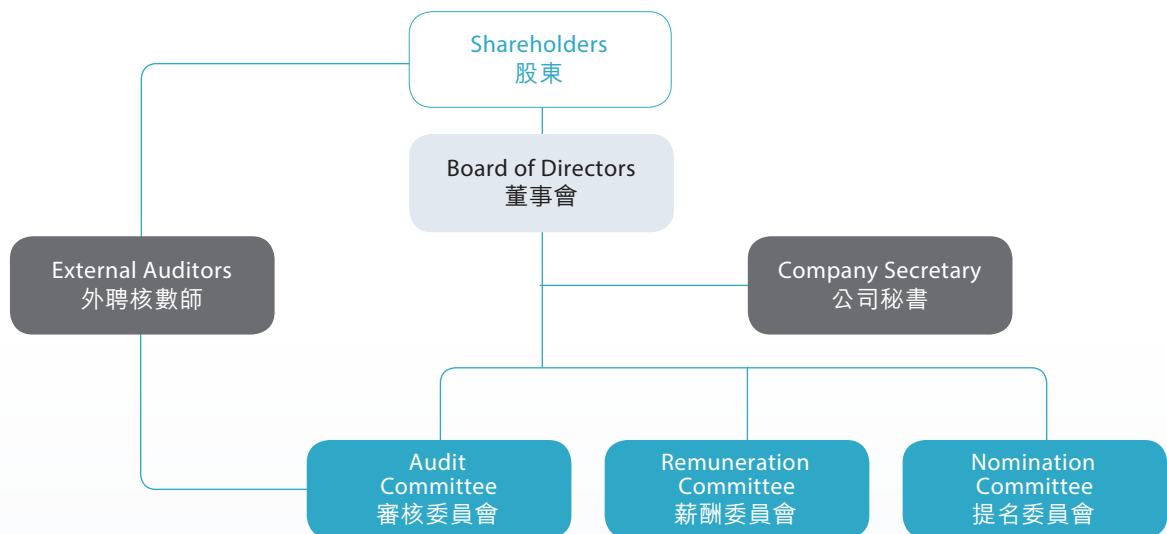 Shareholders
股東
Board of Directors
董事會
External Auditors
外聘核數師
Company Secretary
公司秘書
Audit
Committee
審核委員會
Remuneration
Committee
薪酬委員會
Nomination
Committee
提名委員會